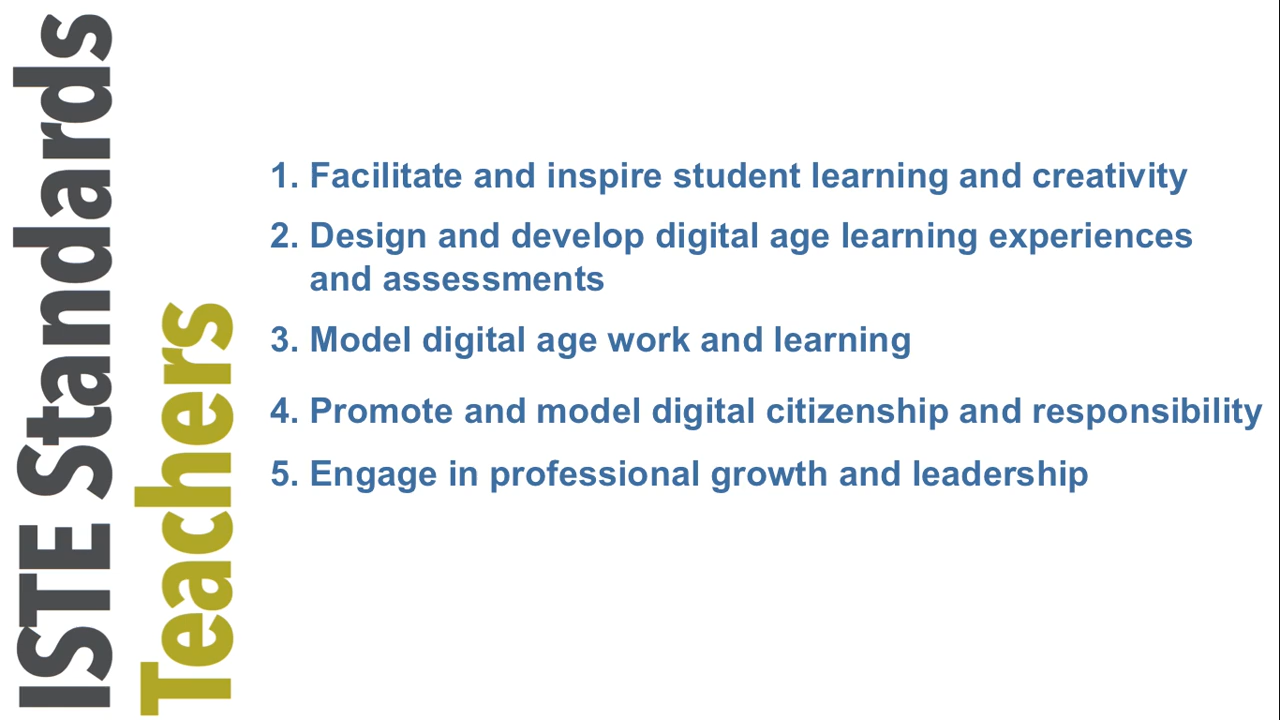 ISTE Standards
Teachers
1. Facilitate and inspire student learning and creativity
2. Design and develop digital age learning experiences
and assessments
3. Model digital age work and learning
4. Promote and model digital citizenship and responsibility
5. Engage in professional growth and leadership